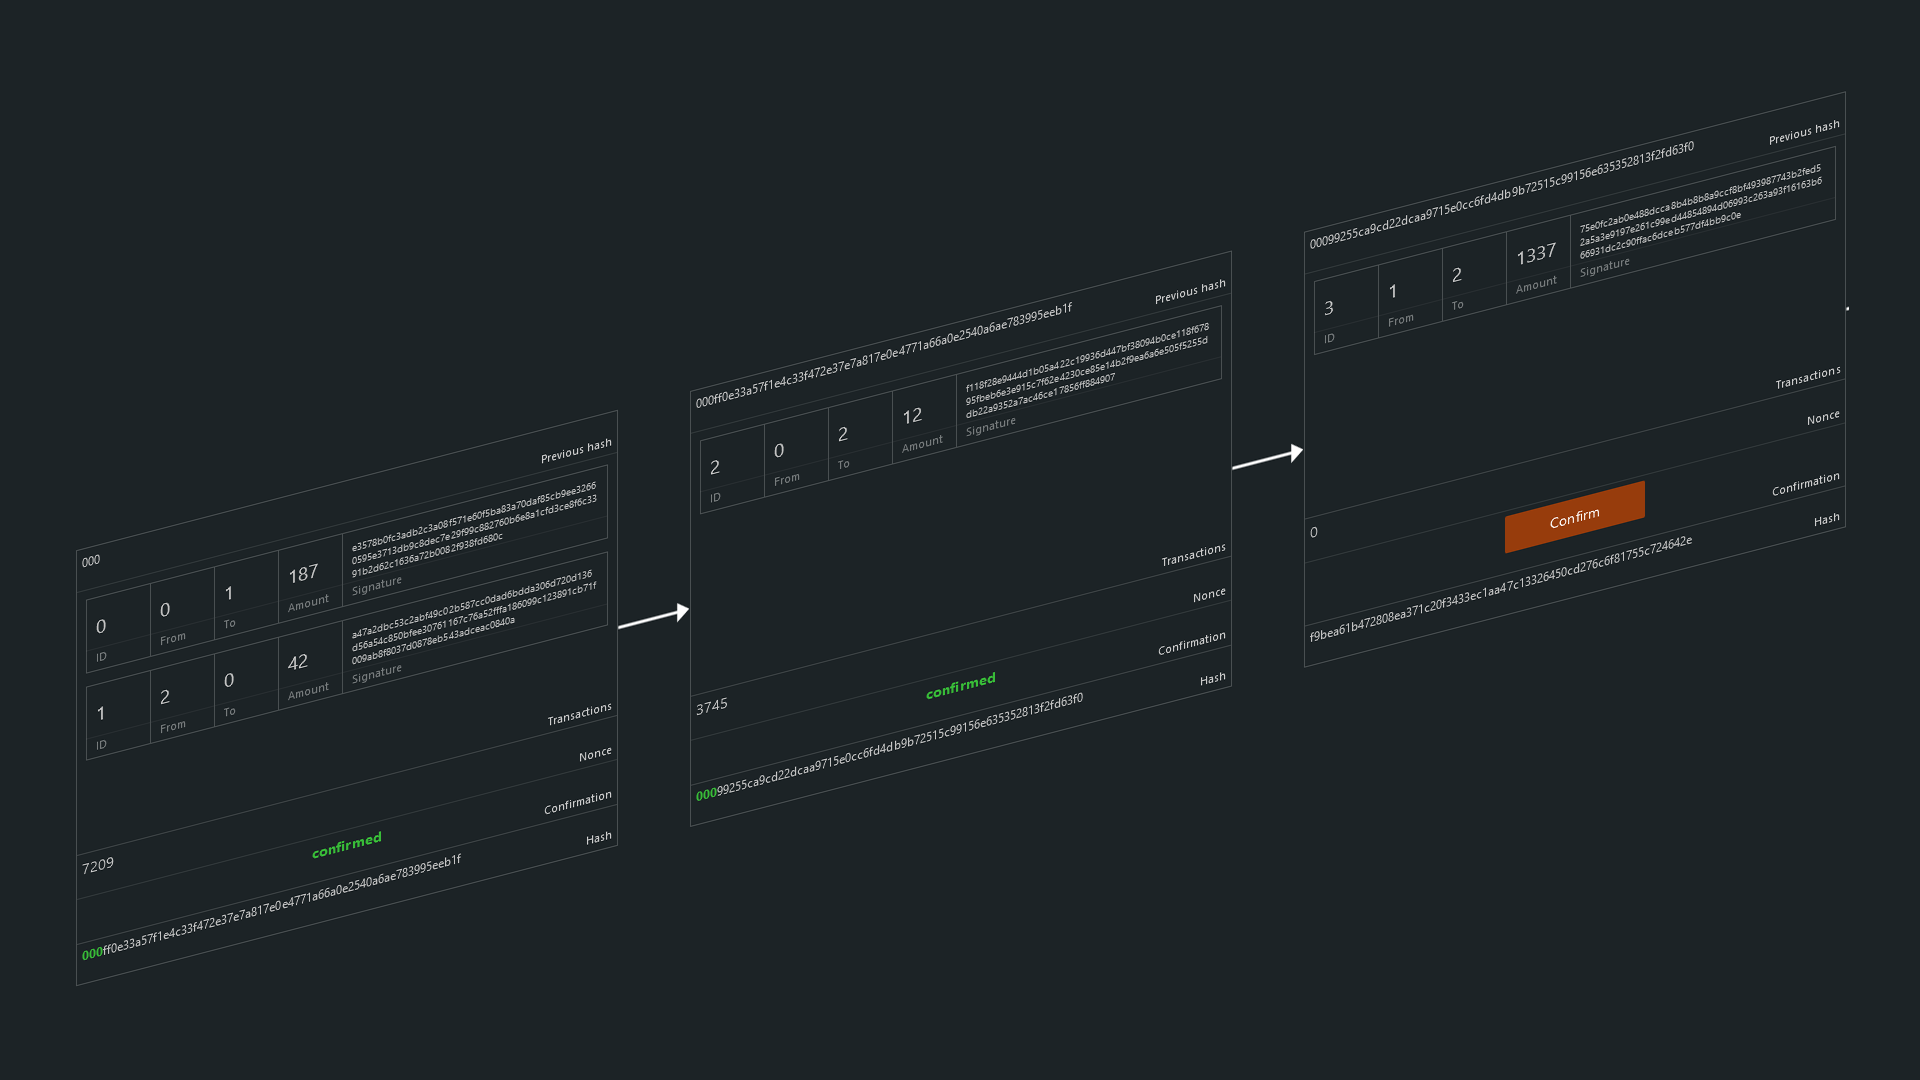 Previous hash
000
0
ID
0
From
1
To
187
Amount
e3578b0fc3adb2c3a08f571e60f5ba83a70daf85cb9ee3266
0595e3713db9c8dec7e29f99c882760b6e8a1cfd3ce8f6c33
91b2d62c1636a72b0082f938fd680c
Signature
1
ID
2
From
0
To
42
Amount
a47a2dbc53c2abf49c02b587cc0dad6bdda306d720d136
d56a54c850bfee30761167c76a52fffa186099c123891cb71f
009ab8f8037d0878eb543adceac0840a
Signature
Transactions
Nonce
7209
Confirmation
confirmed
Hash
000ff0e33a57f1e4c33f472e37e7a817e0e4771a66a0e2540a6ae783995eeb1f
Previous hash
000ff0e33a57f1e4c33f472e37e7a817e0e4771a66a0e2540a6ae783995eeb1f
2
ID
0
From
2
To
12
Amount
f118f28e9444d1b05a422c19936d447bf38094b0ce118f678
95fbeb6e3e915c7f62e4230ce85e14b2f9ea6a6e505f5255d
db22a9352a7ac46ce17856ff884907
Signature
Transactions
Nonce
3745
Confirmation
confirmed
Hash
00099255ca9cd22dcaa9715e0cc6fd4db9b72515c99156e635352813f2fd63f0
Previous hash
00099255ca9cd22dcaa9715e0cc6fd4db9b72515c99156e635352813f2fd63f0
3
ID
1
From
2
To
1337
Amount
75e0fc2ab0e488dcca8b4b8b8a9ccf8bf493987743b2fed5
2a5a3e9197e261c99ed44854894d06993c263a93f16163b6
66931dc2c90ffac6dceb577df4bb9c0e
Signature
Transactions
Nonce
0
Confirmation
Confirm
Hash
f9bea61b472808ea371c20f3433ec1aa47c13326450cd276c6f81755c724642e